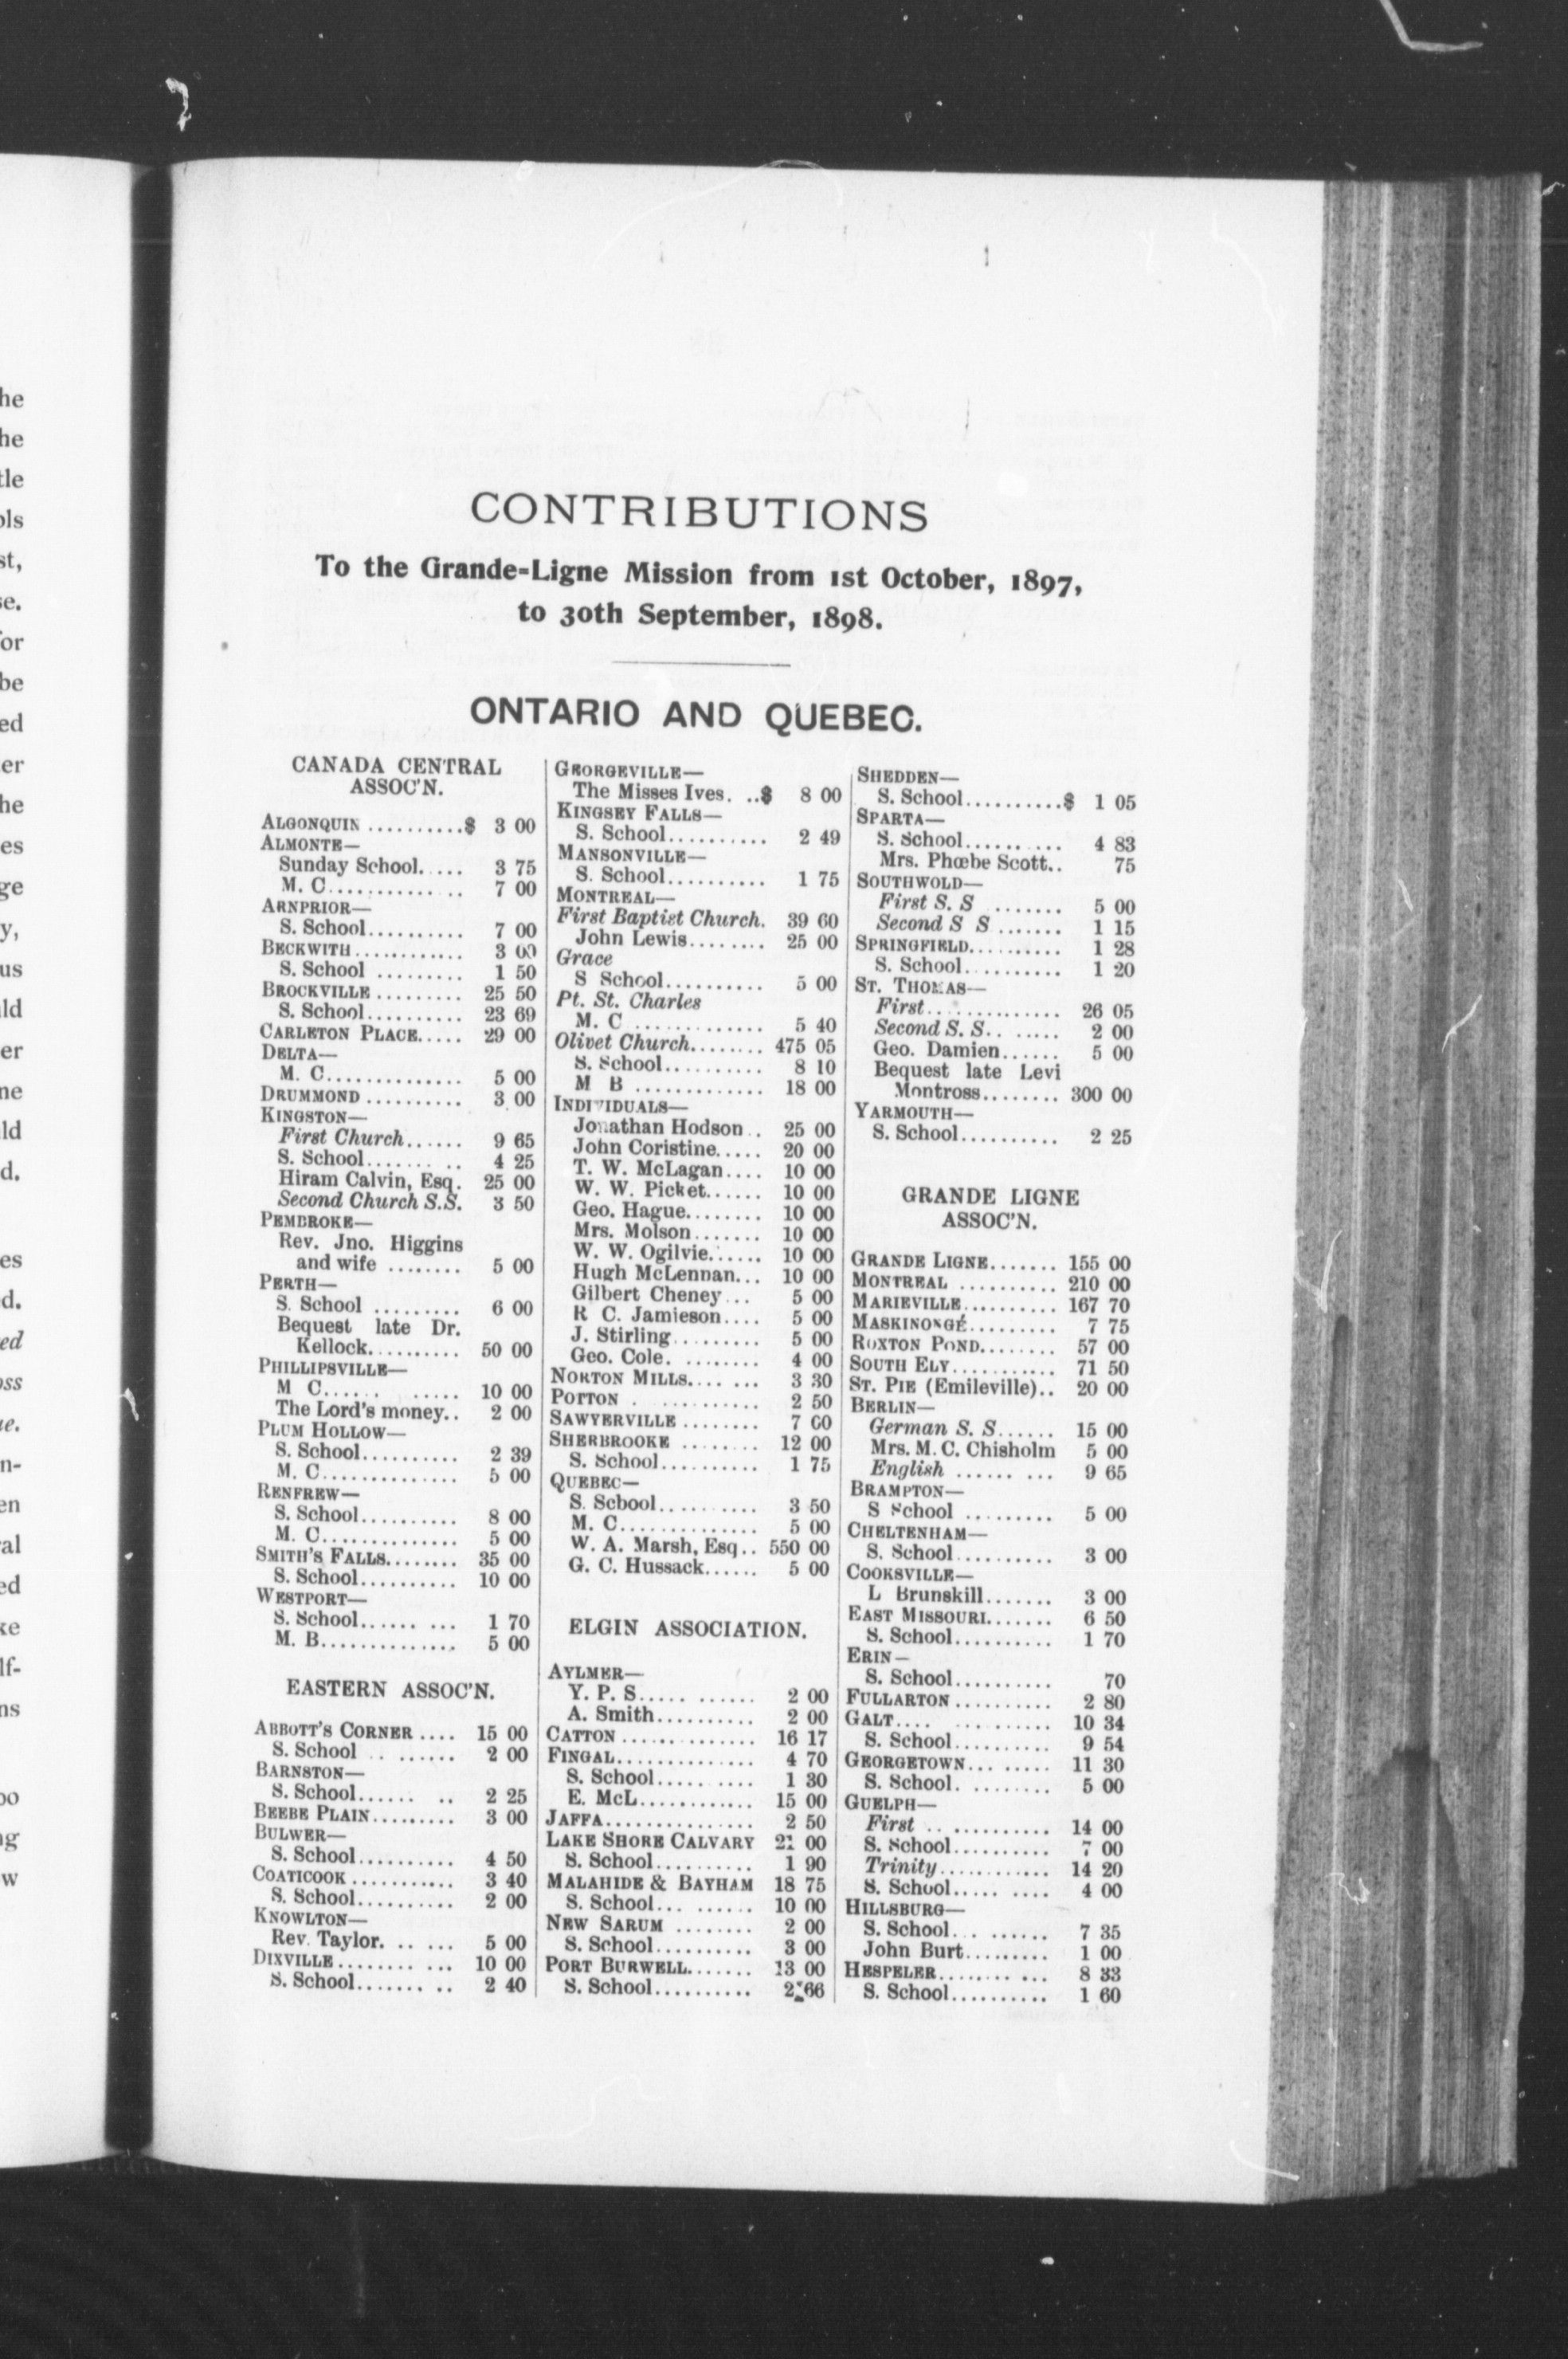 CONTRIBUTIONS
To the Grande-Ligne Mission from 1st October, 1897,
to 30th September, 1898.
ONTARIO AND QUEBEC.
CANADA CENTRAL
ASSOC'N.
ALGONQUIN ..........$ 3 00
ALMONTE—
Sunday School..... 3 75
M. C.............. 7 00
ARNPRIOR—
S. School.......... 7 00
BECKWITH............ 3 00
S. School ......... 1 50
BROCKVILLE ......... 25 50
S. School.......... 23 69
CARLETON PLACE..... 29 00
DELTA—
M. C.............. 5 00
DRUMMOND .......... 3 00
KINGSTON—
First Church...... 9 65
S. School....... .. 4 25
Hiram Calvin, Esq. 25 00
Second Church S.S. 3 50
PEMBROKE—
Rev. Jno. Higgins
and wife ........ 5 00
PERTH—
S. School ......... 6 00
Bequest late Dr.
Kellock.......... 50 00
PHILLIPSVILLE—
M C...... ..... 10 00
The Lord's money.. 2 00
PLUM HOLLOW—
S. School.......... 2 39
M. C.............. 5 00
RENFREW—
S. School.......... 8 00
M. C.............. 5 00
SMITH'S FALLS........ 35 00
S. School.......... 10 00
WESTPORT—
S. School...... ... 1 70
M. B.............. 5 00
EASTERN ASSOC'N.
ABBOTT'S CORNER .... 15 00
S. School .. ...... 2 00
BARNSTON—
S. School...... .. 2 25
BEEBE PLAIN......... 3 00
BULWER—
S. School.......... 4 50
COATICOOK ........... 3 40
S. School.......... 2 00
KNOWLTON—
Rev. Taylor. .. ... 5 00
DIXVILLE........ ... 10 00
S. School....... .. 2 40
GEORGEVILLE—
The Misses Ives. ..$ 8 00
KINGSEY FALLS—
S. School.......... 2 49
MANSONVILLE—
S. School.......... 1 75
MONTREAL—
First Baptist Church. 39 60
John Lewis........ 25 00
Grace
S School.......... 5 00
Pt. St. Charles
M. C .............. 5 40
Olivet Church........ 475 05
S. School.......... 8 10
M B .............. 18 00
INDIVIDUALS—
Jonathan Hodson .. 25 00
John Coristine..... 20 00
T. W. McLagan.... 10 00
W. W. Picket...... 10 00
Geo. Hague........ 10 00
Mrs. Molson....... 10 00
W. W. Ogilvie...... 10 00
Hugh McLennan... 10 00
Gilbert Cheney ... 5 00
R C. Jamieson.... 5 00
J. Stirling......... 5 00
Geo. Cole. ........ 4 00
NORTON MILLS.... ... 3 30
POTTON . ........... 2 50
SAWYERVILLE ........ 7 00
SHERBROOKE ........ 12 00
S. School.......... 1 75
QUEBEC—
S. School.......... 3 50
M. C.............. 5 00
W. A. Marsh, Esq.. 550 00
G. C. Hussack...... 5 00
ELGIN ASSOCIATION.
AYLMER—
Y. P. S..... ...... 2 00
A. Smith.......... 2 00
CATTON .............. 16 17
FINGAL.............. 4 70
S. School..... .... 1 30
E. McL............ 15 00
JAFFA............... 2 50
LAKE SHORE CALVARY 21 00
S. School.......... 1 90
MALAHIDE & BAYHAM 18 75
S. School... ...... 10 00
NEW SARUM ........ 2 00
S. School.......... 3 00
PORT BURWELL....... 13 00
S. School.......... 2 66
SHEDDEN—
S. School..........$ 1 05
SPARTA—
S. School...... ... 4 83
Mrs. Phœbe Scott.. 75
SOUTHWOLD—
First S. S ....... 5 00
Second S S ....... 1 15
SPRINGFIELD.......... 1 28
S. School.......... 1 20
ST. THOMAS—
First.............. 26 05
Second S. S.. ..... 2 00
Geo. Damien...... 5 00
Bequest late Levi
Montross........ 300 00
YARMOUTH—
S. School.......... 2 25
GRANDE LIGNE
ASSOC'N.
GRANDE LIGNE....... 155 00
MONTREAL .......... 210 00
MARIEVILLE.......... 167 70
MASKINONGÉ......... 7 75
ROXTON POND........ 57 00
SOUTH ELY........... 71 50
ST. PIE (Emileville).. 20 00
BERLIN—
German S. S...... 15 00
Mrs. M. C. Chisholm 5 00
English ...... ... 9 65
BRAMPTON—
S School ......... 5 00
CHELTENHAM—
S. School.......... 3 00
COOKSVILLE—
L Brunskill....... 3 00
EAST MISSOURI....... 6 50
S. School.......... 1 70
ERIN—
S. School.......... 70
FULLARTON .......... 2 80
GALT.... .......... 10 34
S. School.......... 9 54
GEORGETOWN... ..... 11 30
S. School. ........ 5 00
GUELPH—
First .. .......... 14 00
S. School.......... 7 00
Trinity............ 14 20
S. School..... .... 4 00
HILLSBURG—
S. School... ...... 7 35
John Burt......... 1 00
HESPELER........ ... 8 33
S. School.......... 1 60